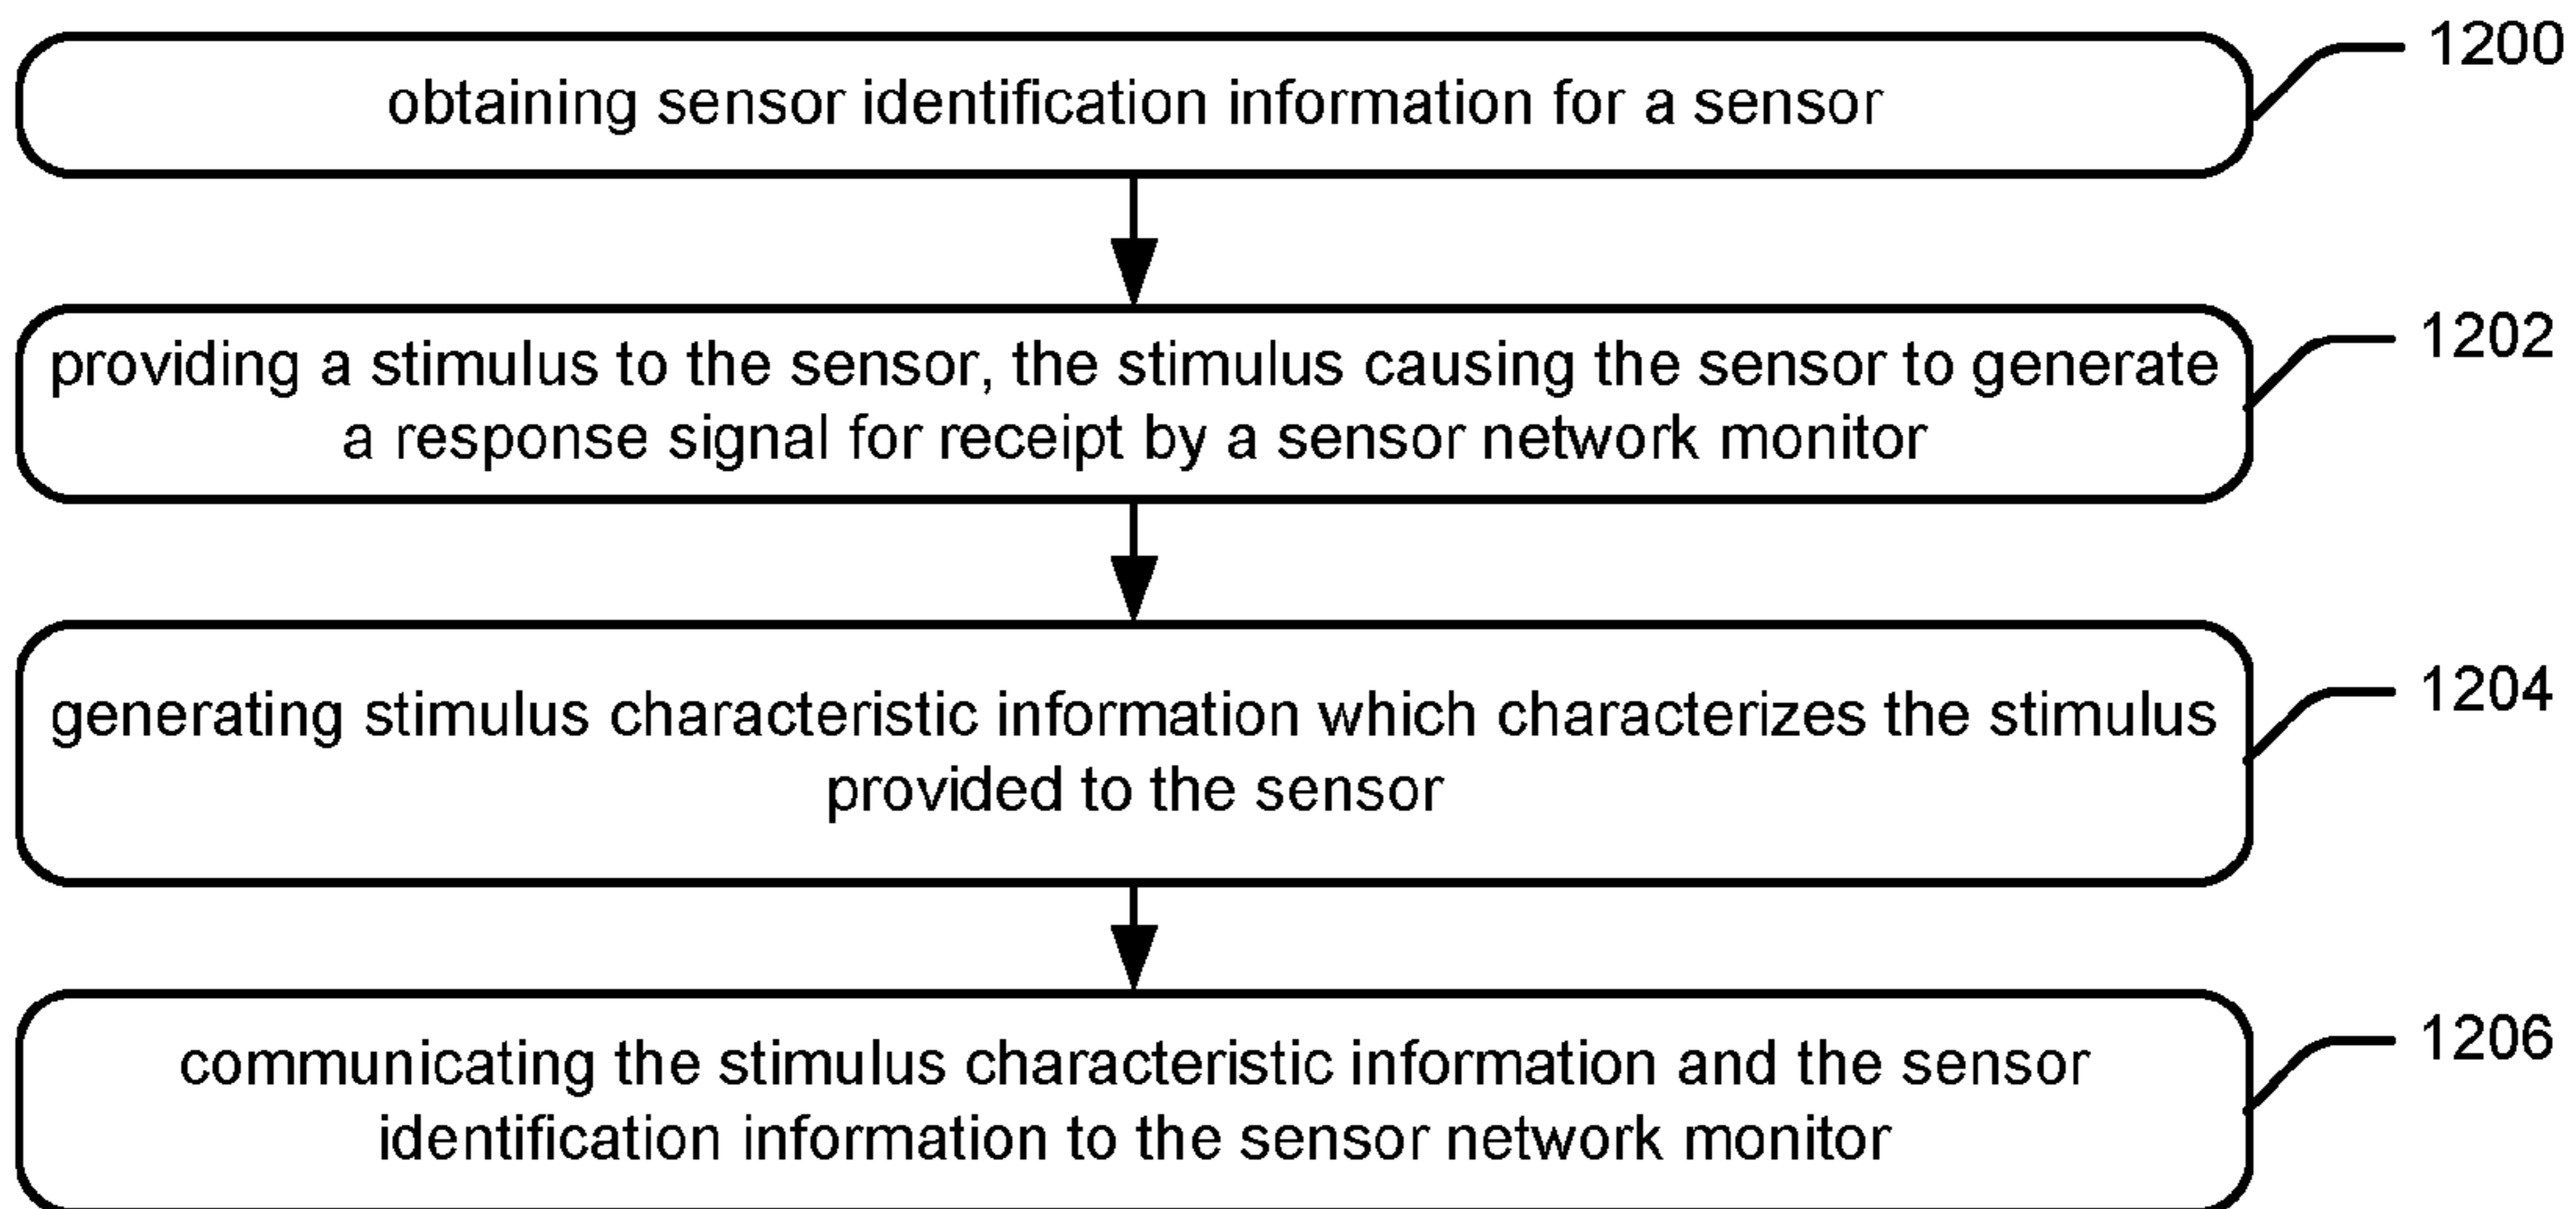 1200
obtaining sensor identification information for a sensor
1202
providing a stimulus to the sensor, the stimulus causing the sensor to generate
a response signal for receipt by a sensor network monitor
1204
generating stimulus characteristic information which characterizes the stimulus
provided to the sensor
1206
communicating the stimulus characteristic information and the sensor
identification information to the sensor network monitor